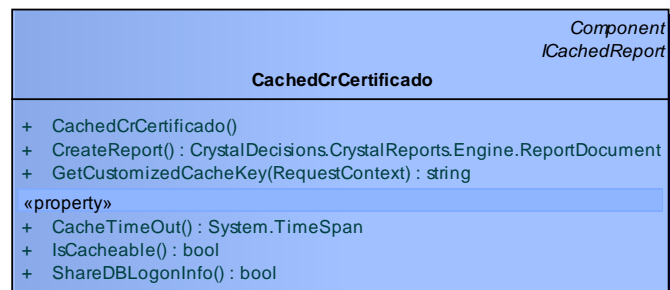 Component
ICachedReport
CachedCrCertificado
+ CachedCrCertificado()
+ CreateReport() : CrystalDecisions.CrystalReports.Engine.ReportDocument
+ GetCustomizedCacheKey(RequestContext) : string
«property»
+ CacheTimeOut() : System.TimeSpan
+ IsCacheable() : bool
+ ShareDBLogonInfo() : bool